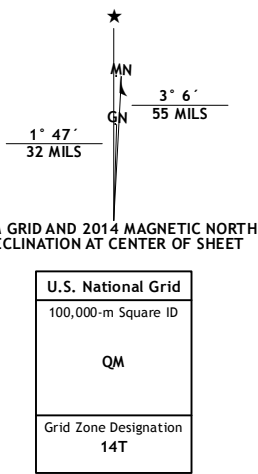 MN
3° 6´
55 MILS
GN
1° 47´
32 MILS
GRID AND 2014 MAGNETIC NORTH
DECLINATION AT CENTER OF SHEET
U.S. National Grid
100,000-m Square ID
QM
Grid Zone Designation
14T